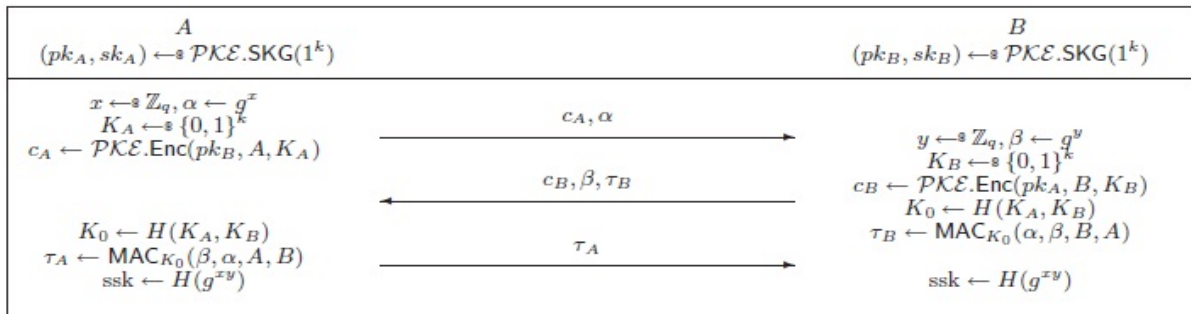 A
(pk_A, sk_A) ←$ PKE.SKG(1^k)
B
(pk_B, sk_B) ←$ PKE.SKG(1^k)
x ←$ ℤ_q, α ← g^x
K_A ←$ {0, 1}^k
c_A ← PKE.Enc(pk_B, A, K_A)
c_A, α
y ←$ ℤ_q, β ← g^y
K_B ←$ {0, 1}^k
c_B ← PKE.Enc(pk_A, B, K_B)
K_0 ← H(K_A, K_B)
τ_B ← MAC_{K_0}(α, β, B, A)
c_B, β, τ_B
K_0 ← H(K_A, K_B)
τ_A ← MAC_{K_0}(β, α, A, B)
ssk ← H(g^{xy})
τ_A
ssk ← H(g^{xy})